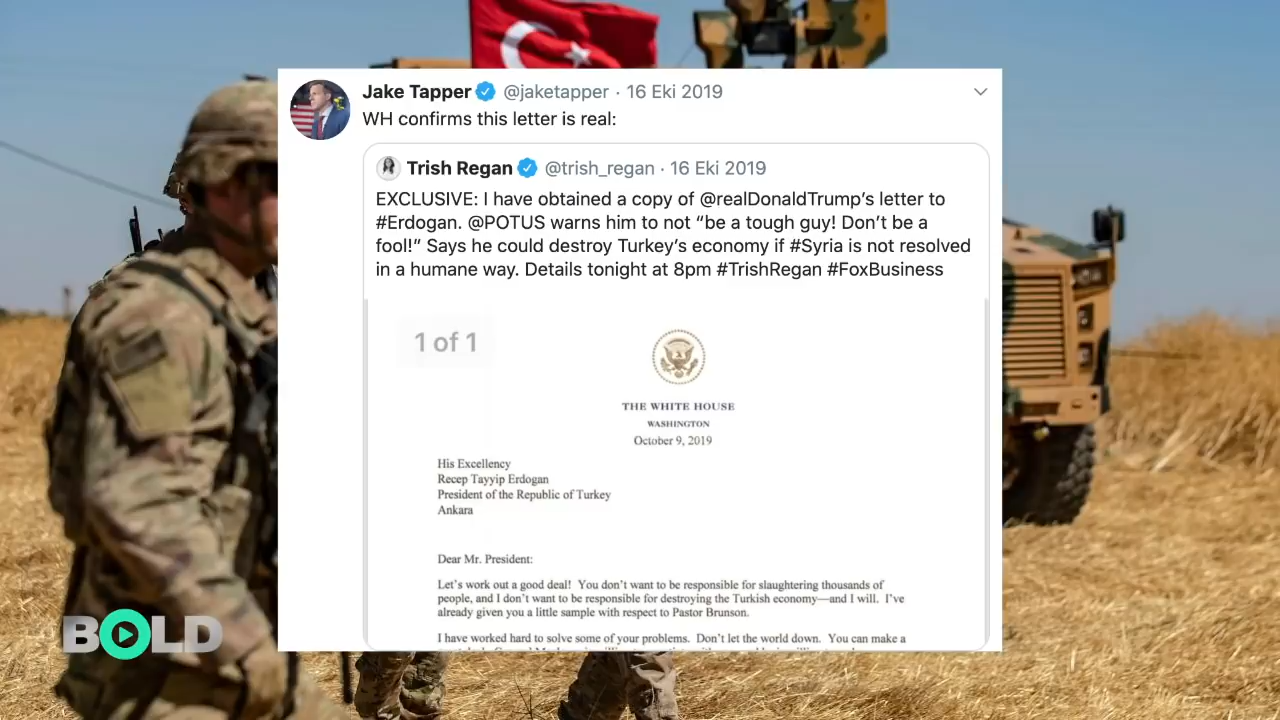 Jake Tapper @jaketapper · 16 Eki 2019
WH confirms this letter is real:
Trish Regan @trish_regan · 16 Eki 2019
EXCLUSIVE: I have obtained a copy of @realDonaldTrump’s letter to
#Erdogan. @POTUS warns him to not “be a tough guy! Don’t be a
fool!” Says he could destroy Turkey’s economy if #Syria is not resolved
in a humane way. Details tonight at 8pm #TrishRegan #FoxBusiness
1 of 1
THE WHITE HOUSE
WASHINGTON
October 9, 2019
His Excellency
Recep Tayyip Erdogan
President of the Republic of Turkey
Ankara
Dear Mr. President:
Let’s work out a good deal! You don’t want to be responsible for slaughtering thousands of
people, and I don’t want to be responsible for destroying the Turkish economy—and I will. I’ve
already given you a little sample with respect to Pastor Brunson.
I have worked hard to solve some of your problems. Don’t let the world down. You can make a
BOLD